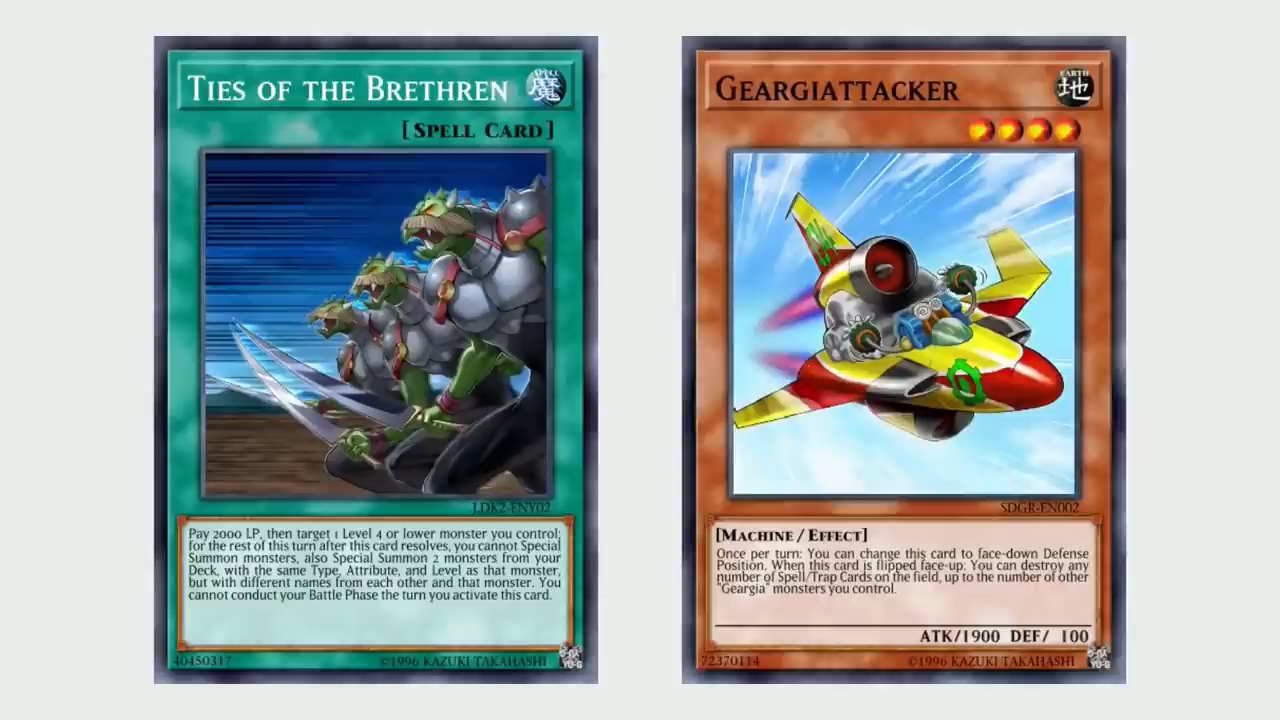 TIES OF THE BRETHREN
SPELL
魔
[SPELL CARD]
LDK2-ENY02
Pay 2000 LP, then target 1 Level 4 or lower monster you control;
for the rest of this turn after this card resolves, you cannot Special
Summon monsters, also Special Summon 2 monsters from your
Deck, with the same Type, Attribute, and Level as that monster,
but with different names from each other and that monster. You
cannot conduct your Battle Phase the turn you activate this card.
40450317
©1996 KAZUKI TAKAHASHI
GEARGIATTACKER
EARTH
地
SDGR-EN002
[MACHINE / EFFECT]
Once per turn: You can change this card to face-down Defense
Position. When this card is flipped face-up: You can destroy any
number of Spell/Trap Cards on the field, up to the number of other
"Geargia" monsters you control.
ATK/1900 DEF/ 100
72370114
©1996 KAZUKI TAKAHASHI